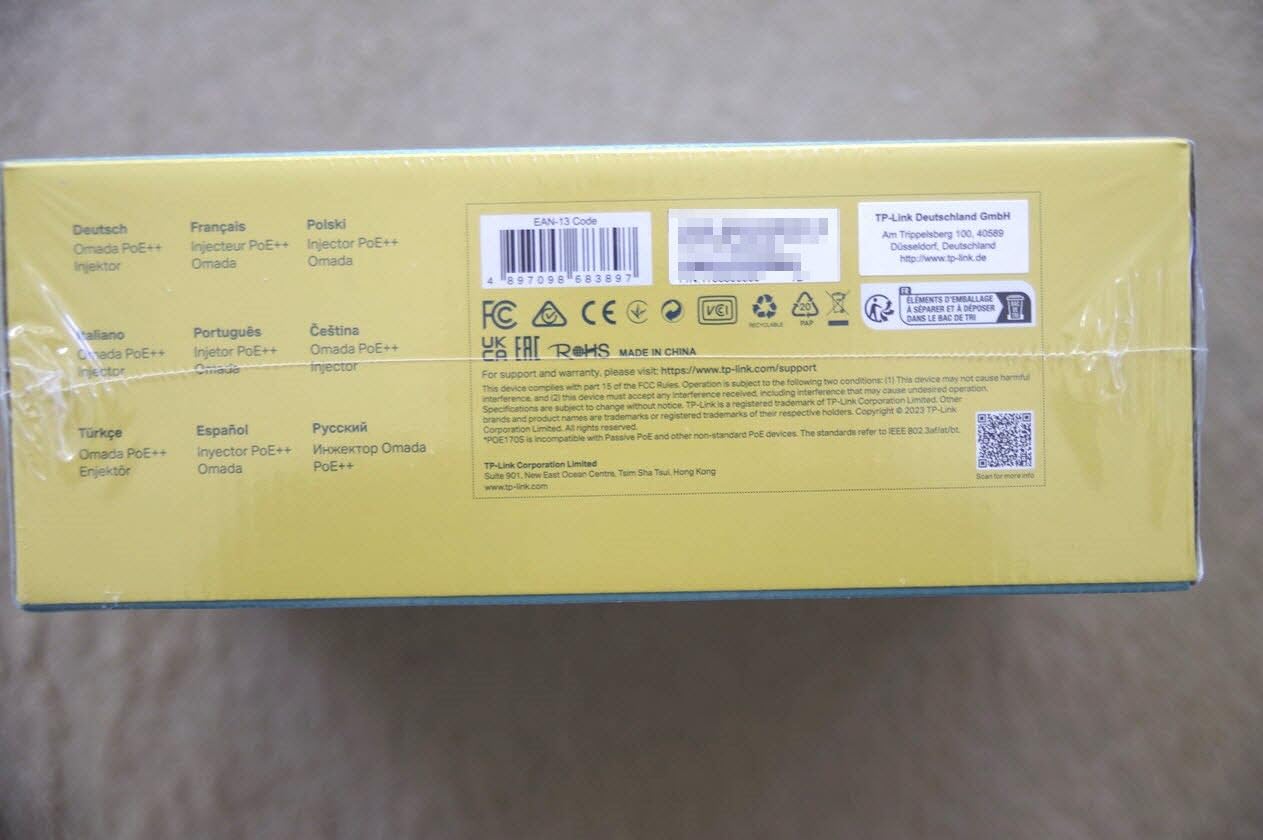 Deutsch
Omada PoE++
Injektor
Français
Injecteur PoE++
Omada
Polski
Injector PoE++
Omada
Italiano
Omada PoE++
Injector
Português
Injetor PoE++
Omada
Čeština
Omada PoE++
Injector
Türkçe
Omada PoE++
Enjektör
Español
Inyector PoE++
Omada
Русский
Инжектор Omada
PoE++
EAN-13 Code
4 897098 683897
TP-Link Deutschland GmbH
Am Trippelsberg 100, 40589
Düsseldorf, Deutschland
http://www.tp-link.de
FC
CE
VCI
RECYCLABLE
20
PAP
FR
ÉLÉMENTS D'EMBALLAGE
À SÉPARER ET À DÉPOSER
DANS LE BAC DE TRI
UK
CA
EAC
RoHS
MADE IN CHINA
For support and warranty, please visit: https://www.tp-link.com/support
This device complies with part 15 of the FCC Rules. Operation is subject to the following two conditions: (1) This device may not cause harmful
interference, and (2) this device must accept any interference received, including interference that may cause undesired operation.
Specifications are subject to change without notice. TP-Link is a registered trademark of TP-Link Corporation Limited. Other
brands and product names are trademarks or registered trademarks of their respective holders. Copyright © 2023 TP-Link
Corporation Limited. All rights reserved.
*POE170S is incompatible with Passive PoE and other non-standard PoE devices. The standards refer to IEEE 802.3af/at/bt.
TP-Link Corporation Limited
Suite 901, New East Ocean Centre, Tsim Sha Tsui, Hong Kong
www.tp-link.com
Scan for more info